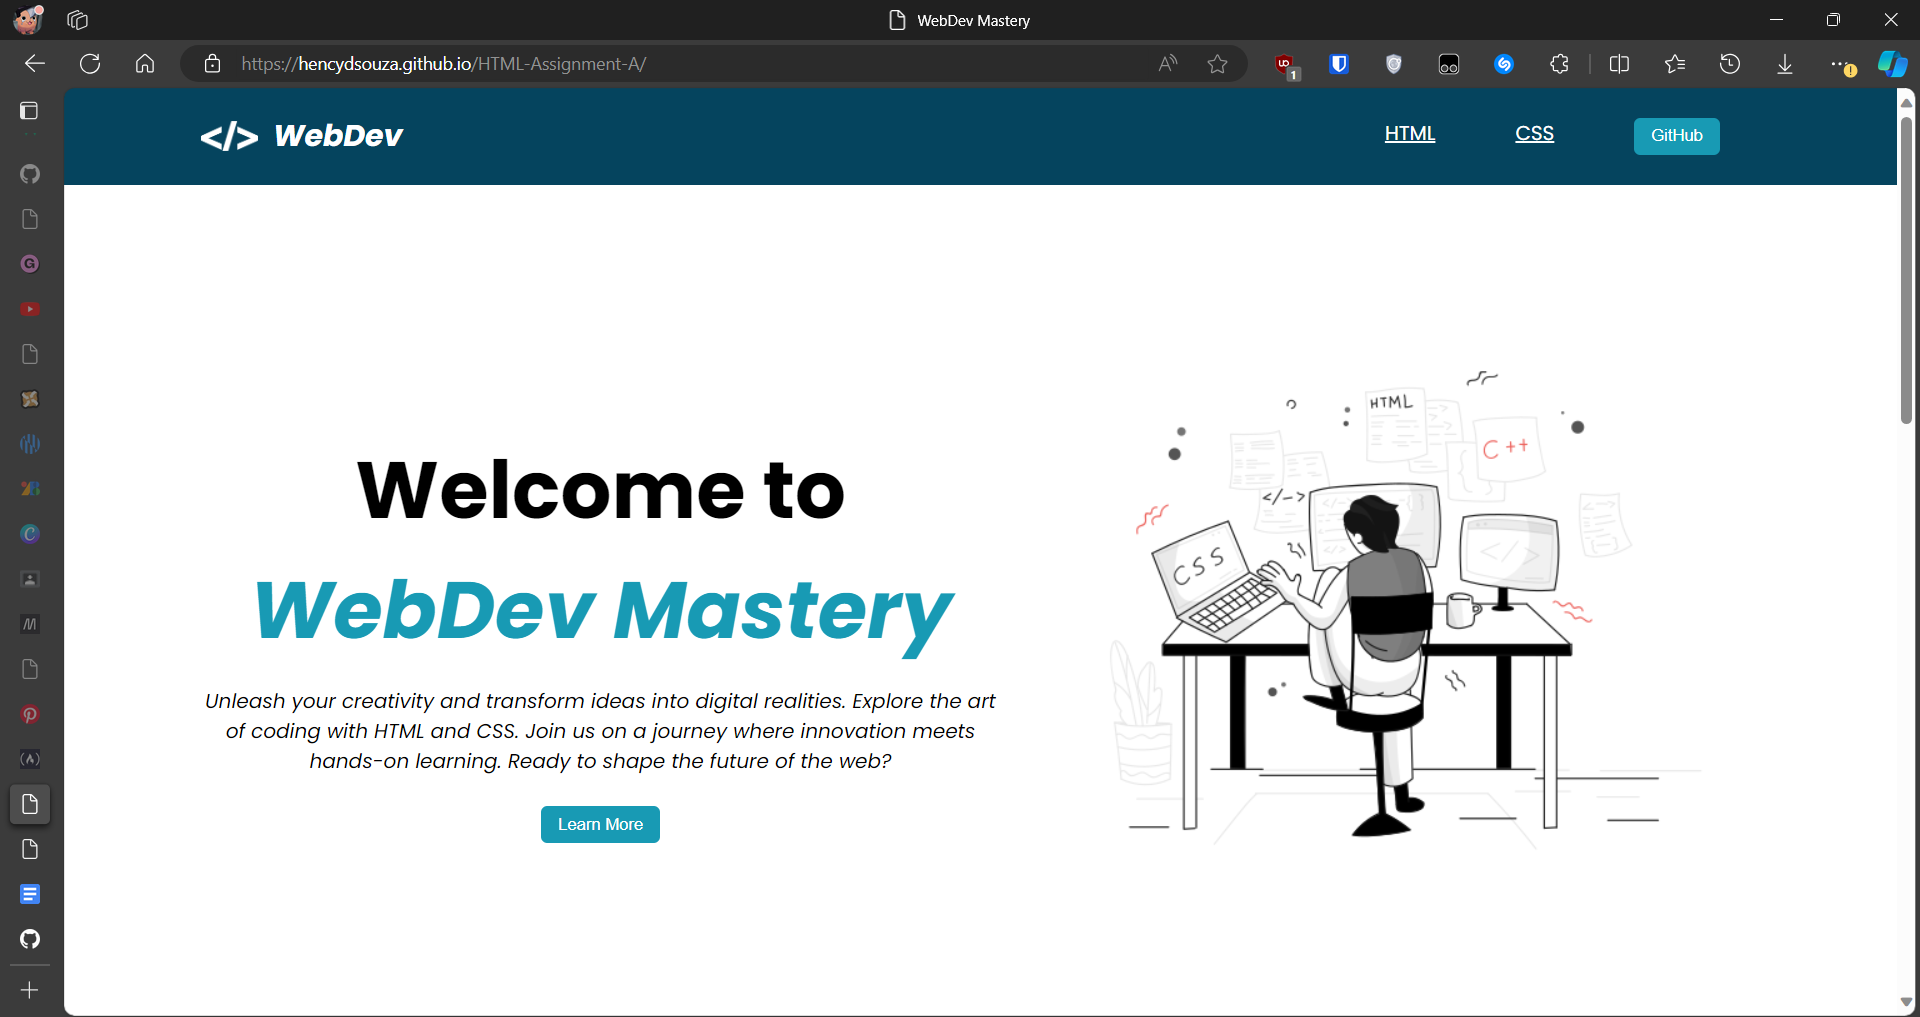 WebDev Mastery
https://hencydsouza.github.io/HTML-Assignment-A/
1
</> WebDev
HTML
CSS
GitHub
Welcome to
WebDev Mastery
Unleash your creativity and transform ideas into digital realities. Explore the art
of coding with HTML and CSS. Join us on a journey where innovation meets
hands-on learning. Ready to shape the future of the web?
Learn More
HTML
C++
</-->
CSS
</>